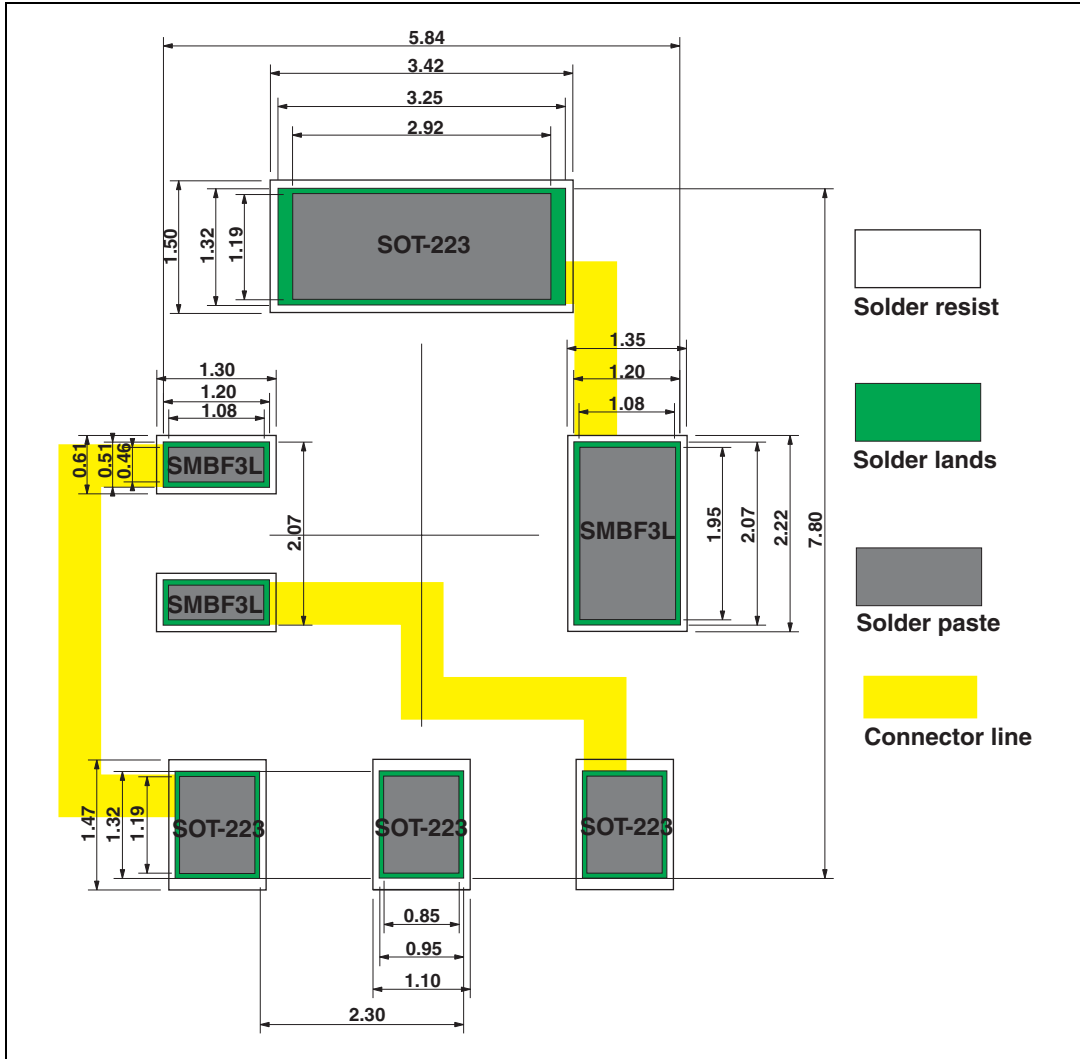 5.84
3.42
3.25
2.92
1.50
1.32
1.19
SOT-223
Solder resist
1.30
1.20
1.08
1.35
1.20
1.08
0.61
0.51
0.46
SMBF3L
Solder lands
2.07
SMBF3L
1.95
2.07
2.22
7.80
SMBF3L
Solder paste
Connector line
1.47
1.32
1.19
SOT-223
SOT-223
SOT-223
0.85
0.95
1.10
2.30